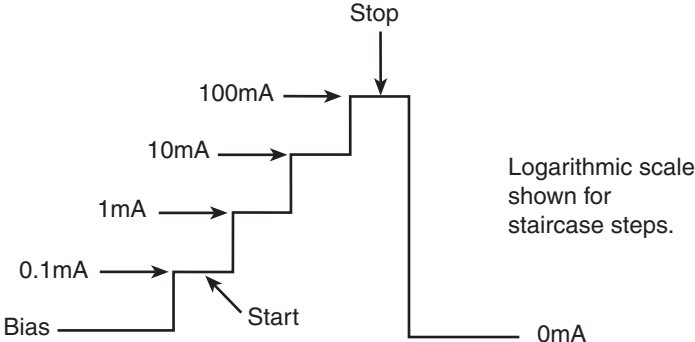 Stop
100mA
10mA
Logarithmic scale
shown for
staircase steps.
1mA
0.1mA
Start
Bias
0mA